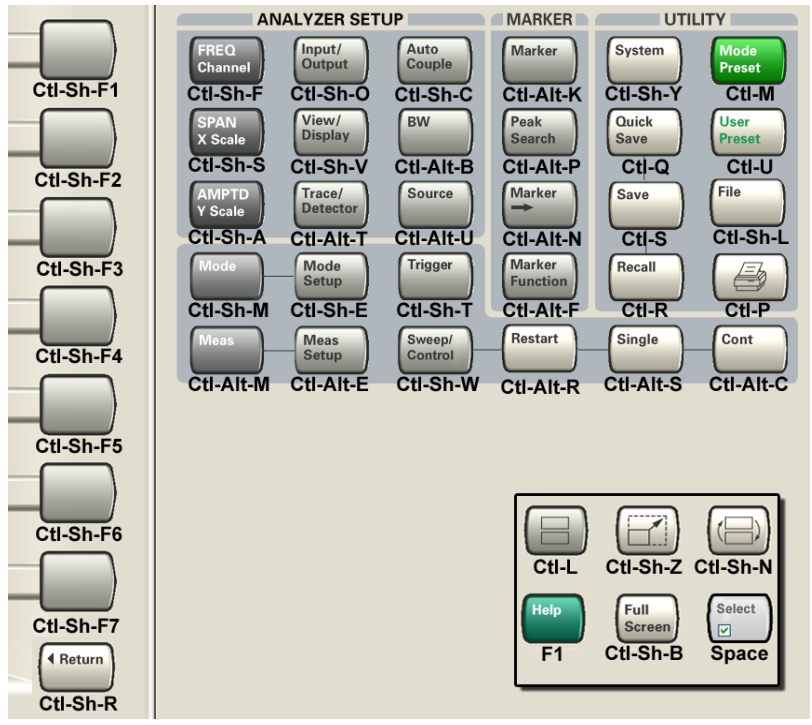 ANALYZER SETUP
MARKER
UTILITY
FREQ
Channel
Input/
Output
Auto
Couple
Marker
System
Mode
Preset
Ctl-Sh-F1
Ctl-Sh-F
Ctl-Sh-O
Ctl-Sh-C
Ctl-Alt-K
Ctl-Sh-Y
Ctl-M
SPAN
X Scale
View/
Display
BW
Peak
Search
Quick
Save
User
Preset
Ctl-Sh-F2
Ctl-Sh-S
Ctl-Sh-V
Ctl-Alt-B
Ctl-Alt-P
Ctl-Q
Ctl-U
AMPTD
Y Scale
Trace/
Detector
Source
Marker
Save
File
Ctl-Sh-A
Ctl-Alt-T
Ctl-Alt-U
Ctl-Alt-N
Ctl-S
Ctl-Sh-L
Ctl-Sh-F3
Mode
Mode
Setup
Trigger
Marker
Function
Recall
Ctl-Sh-M
Ctl-Sh-E
Ctl-Sh-T
Ctl-Alt-F
Ctl-R
Ctl-P
Ctl-Sh-F4
Meas
Meas
Setup
Sweep/
Control
Restart
Single
Cont
Ctl-Alt-M
Ctl-Alt-E
Ctl-Sh-W
Ctl-Alt-R
Ctl-Alt-S
Ctl-Alt-C
Ctl-Sh-F5
Ctl-Sh-F6
Ctl-Sh-F7
Return
Ctl-Sh-R
Ctl-L
Ctl-Sh-Z
Ctl-Sh-N
Help
Full
Screen
Select
F1
Ctl-Sh-B
Space